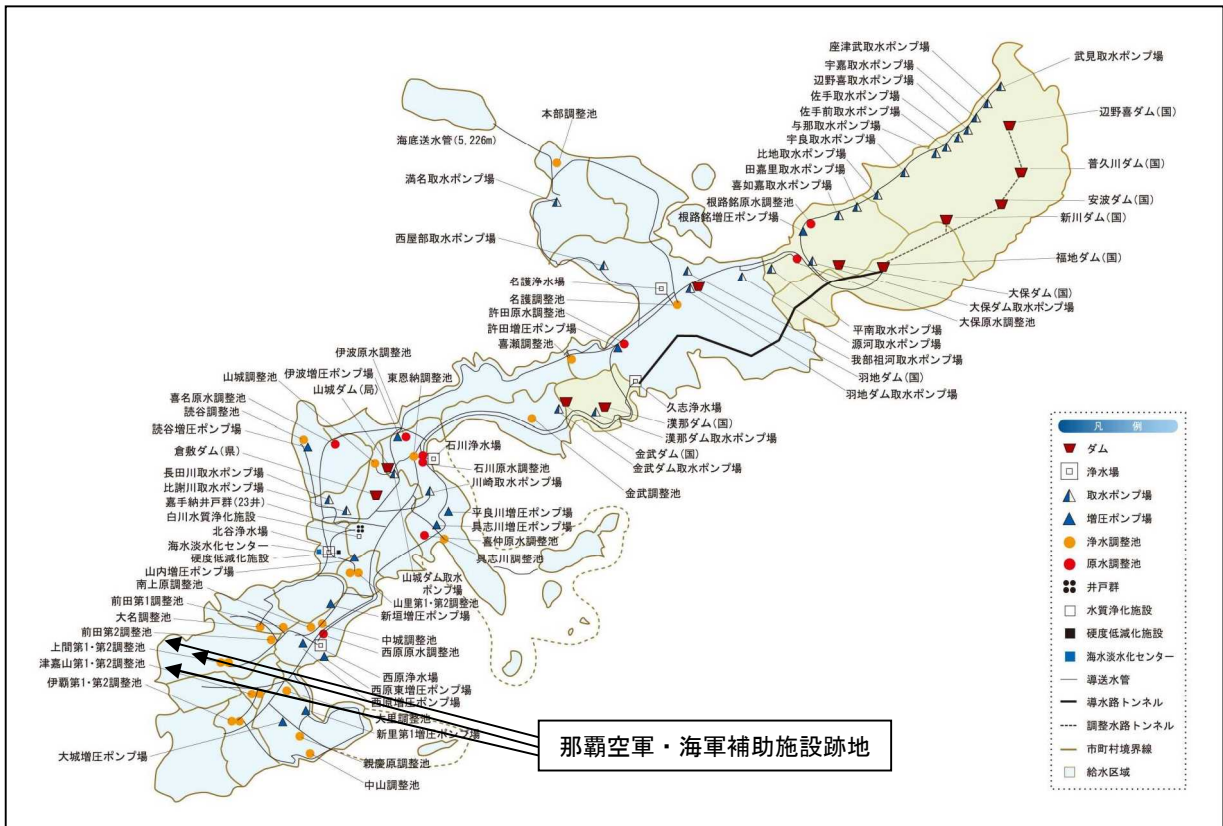 座津武取水ポンプ場
武見取水ポンプ場
宇嘉取水ポンプ場
辺野喜取水ポンプ場
佐手取水ポンプ場
佐手前取水ポンプ場
与那取水ポンプ場
宇良取水ポンプ場
比地取水ポンプ場
田嘉里取水ポンプ場
喜如嘉取水ポンプ場
根路銘原水調整池
根路銘増圧ポンプ場
辺野喜ダム(国)
普久川ダム(国)
安波ダム(国)
新川ダム(国)
福地ダム(国)
大保ダム(国)
大保ダム取水ポンプ場
大保原水調整池
本部調整池
海底送水管(5,226m)
満名取水ポンプ場
西屋部取水ポンプ場
名護浄水場
名護調整池
許田原水調整池
許田増圧ポンプ場
喜瀬調整池
平南取水ポンプ場
源河取水ポンプ場
我部祖河取水ポンプ場
羽地ダム(国)
羽地ダム取水ポンプ場
伊波原水調整池
伊波増圧ポンプ場
東恩納調整池
山城調整池
山城ダム(局)
喜名原水調整池
読谷調整池
読谷増圧ポンプ場
倉敷ダム(県)
長田川取水ポンプ場
比謝川取水ポンプ場
嘉手納井戸群(23井)
白川水質浄化施設
北谷浄水場
海水淡水化センター
硬度低減化施設
山内増圧ポンプ場
南上原調整池
前田第1調整池
大名調整池
前田第2調整池
上間第1・第2調整池
津嘉山第1・第2調整池
伊覇第1・第2調整池
大城増圧ポンプ場
久志浄水場
漢那ダム(国)
漢那ダム取水ポンプ場
金武ダム(国)
金武ダム取水ポンプ場
金武調整池
石川浄水場
石川原水調整池
川崎取水ポンプ場
平良川増圧ポンプ場
具志川増圧ポンプ場
喜仲原水調整池
具志川調整池
山城ダム取水
ポンプ場
山里第1・第2調整池
新垣増圧ポンプ場
中城調整池
西原原水調整池
西原浄水場
西原東増圧ポンプ場
西原増圧ポンプ場
大里調整池
新里第1増圧ポンプ場
親慶原調整池
中山調整池
那覇空軍・海軍補助施設跡地
凡 例
ダム
浄水場
取水ポンプ場
増圧ポンプ場
浄水調整池
原水調整池
井戸群
水質浄化施設
硬度低減化施設
海水淡水化センター
導送水管
導水路トンネル
調整水路トンネル
市町村境界線
給水区域